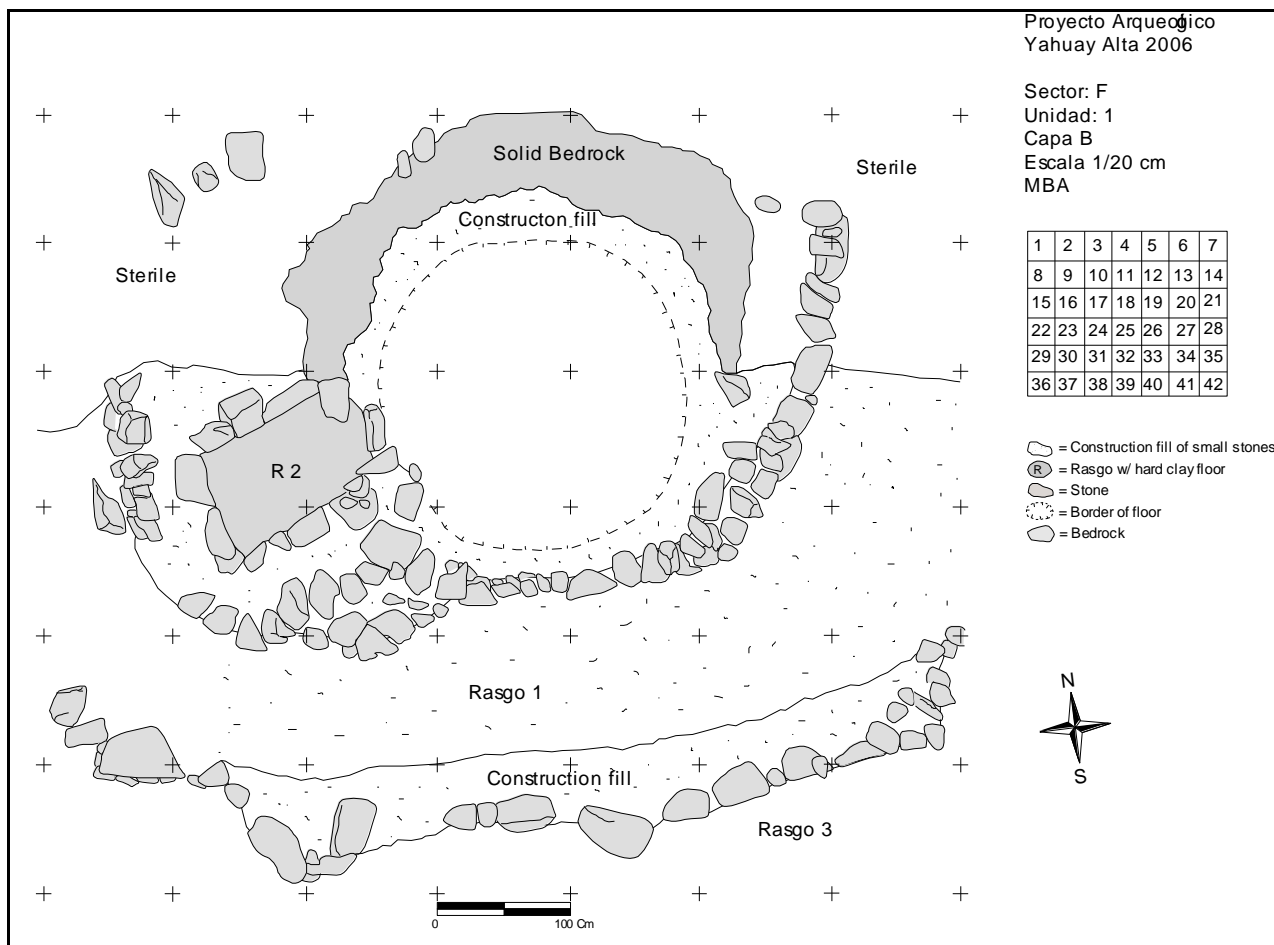 Proyecto Arqueológico
Yahuay Alta 2006
Sector: F
Unidad: 1
Capa B
Escala 1/20 cm
MBA
Solid Bedrock
Sterile
Constructon fill
Sterile
1 2 3 4 5 6 7
8 9 10 11 12 13 14
15 16 17 18 19 20 21
22 23 24 25 26 27 28
29 30 31 32 33 34 35
36 37 38 39 40 41 42
= Construction fill of small stones
R = Rasgo w/ hard clay floor
= Stone
= Border of floor
= Bedrock
R 2
Rasgo 1
N
S
Construction fill
Rasgo 3
0 100 Cm